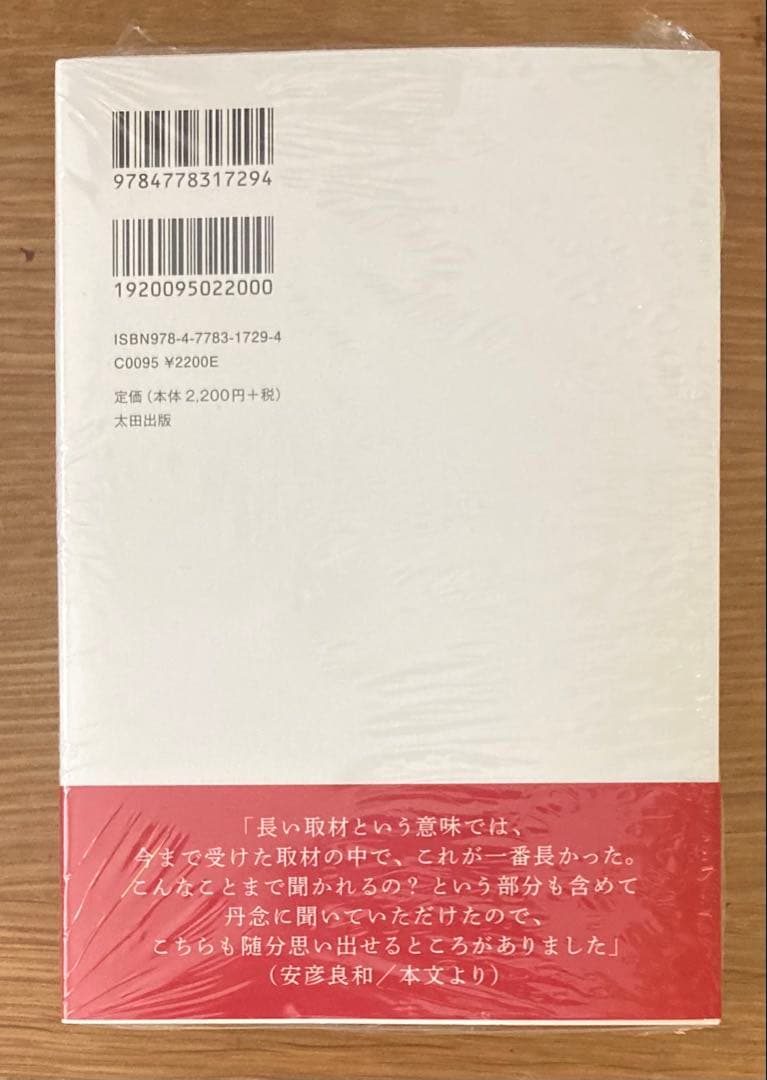 9784778317294
1920095022000
ISBN978-4-7783-1729-4
C0095 ¥2200E
定価（本体2,200円＋税）
太田出版
「長い取材という意味では、
今まで受けた取材の中で、これが一番長かった。
こんなことまで聞かれるの？という部分も含めて
丹念に聞いていただけたので、
こちらも随分思い出せるところがありました」
（安彦良和／本文より）